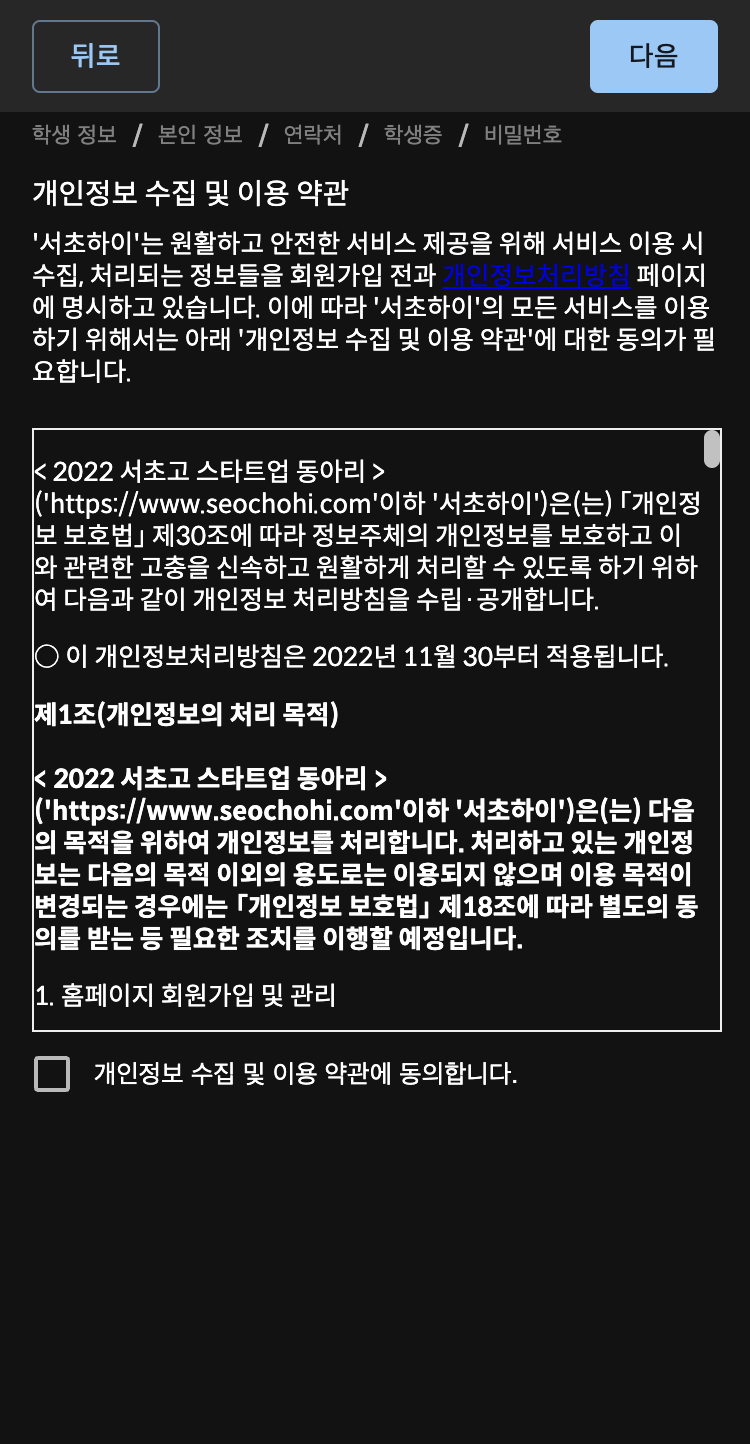 뒤로
다음
학생 정보 / 본인 정보 / 연락처 / 학생증 / 비밀번호
개인정보 수집 및 이용 약관
'서초하이'는 원활하고 안전한 서비스 제공을 위해 서비스 이용 시
수집, 처리되는 정보들을 회원가입 전과 개인정보처리방침 페이지
에 명시하고 있습니다. 이에 따라 '서초하이'의 모든 서비스를 이용
하기 위해서는 아래 '개인정보 수집 및 이용 약관'에 대한 동의가 필
요합니다.
< 2022 서초고 스타트업 동아리 >
('https://www.seochohi.com'이하 '서초하이')은(는) 「개인정
보 보호법」 제30조에 따라 정보주체의 개인정보를 보호하고 이
와 관련한 고충을 신속하고 원활하게 처리할 수 있도록 하기 위하
여 다음과 같이 개인정보 처리방침을 수립·공개합니다.
○ 이 개인정보처리방침은 2022년 11월 30부터 적용됩니다.
제1조(개인정보의 처리 목적)
< 2022 서초고 스타트업 동아리 >
('https://www.seochohi.com'이하 '서초하이')은(는) 다음
의 목적을 위하여 개인정보를 처리합니다. 처리하고 있는 개인정
보는 다음의 목적 이외의 용도로는 이용되지 않으며 이용 목적이
변경되는 경우에는 「개인정보 보호법」 제18조에 따라 별도의 동
의를 받는 등 필요한 조치를 이행할 예정입니다.
1. 홈페이지 회원가입 및 관리
개인정보 수집 및 이용 약관에 동의합니다.